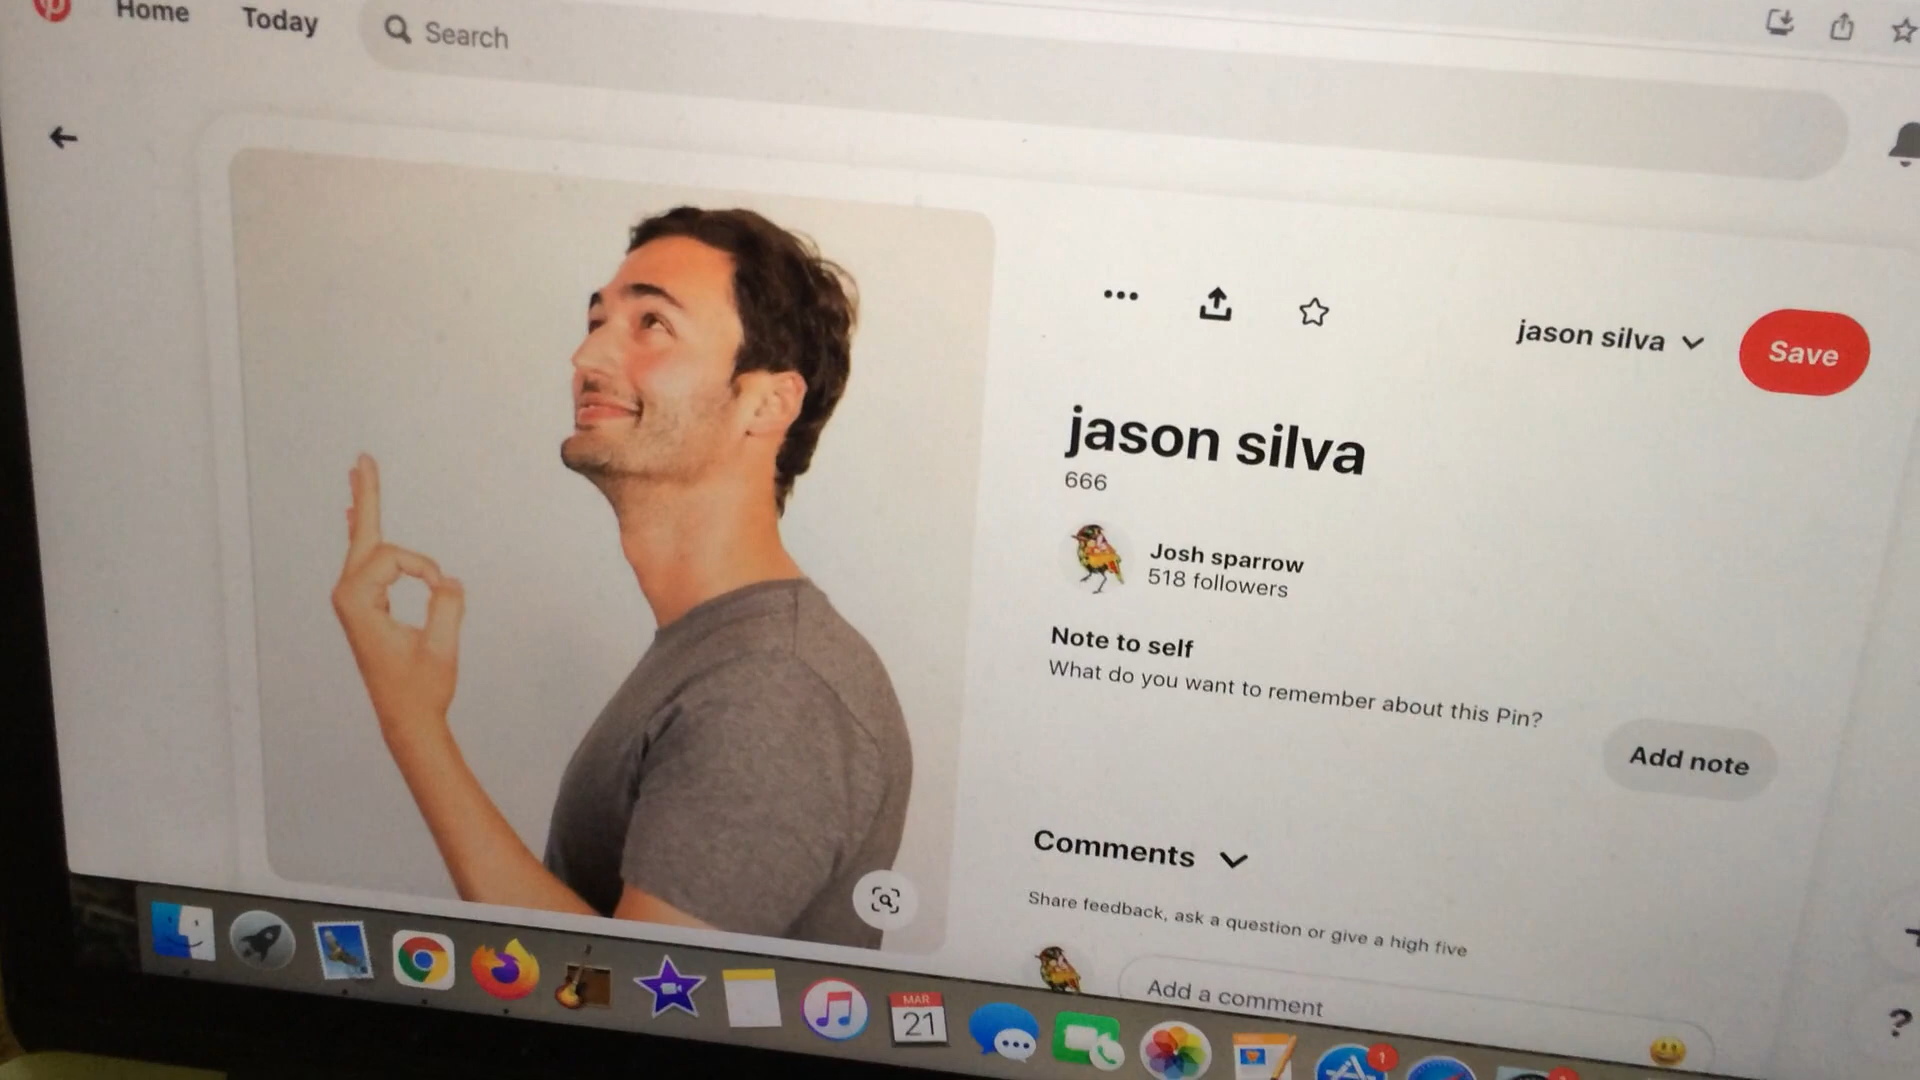 Home
Today
Search
jason silva
Save
jason silva
666
Josh sparrow
518 followers
Note to self
What do you want to remember about this Pin?
Add note
Comments
Share feedback, ask a question or give a high five
Add a comment
MAR
21
1
?